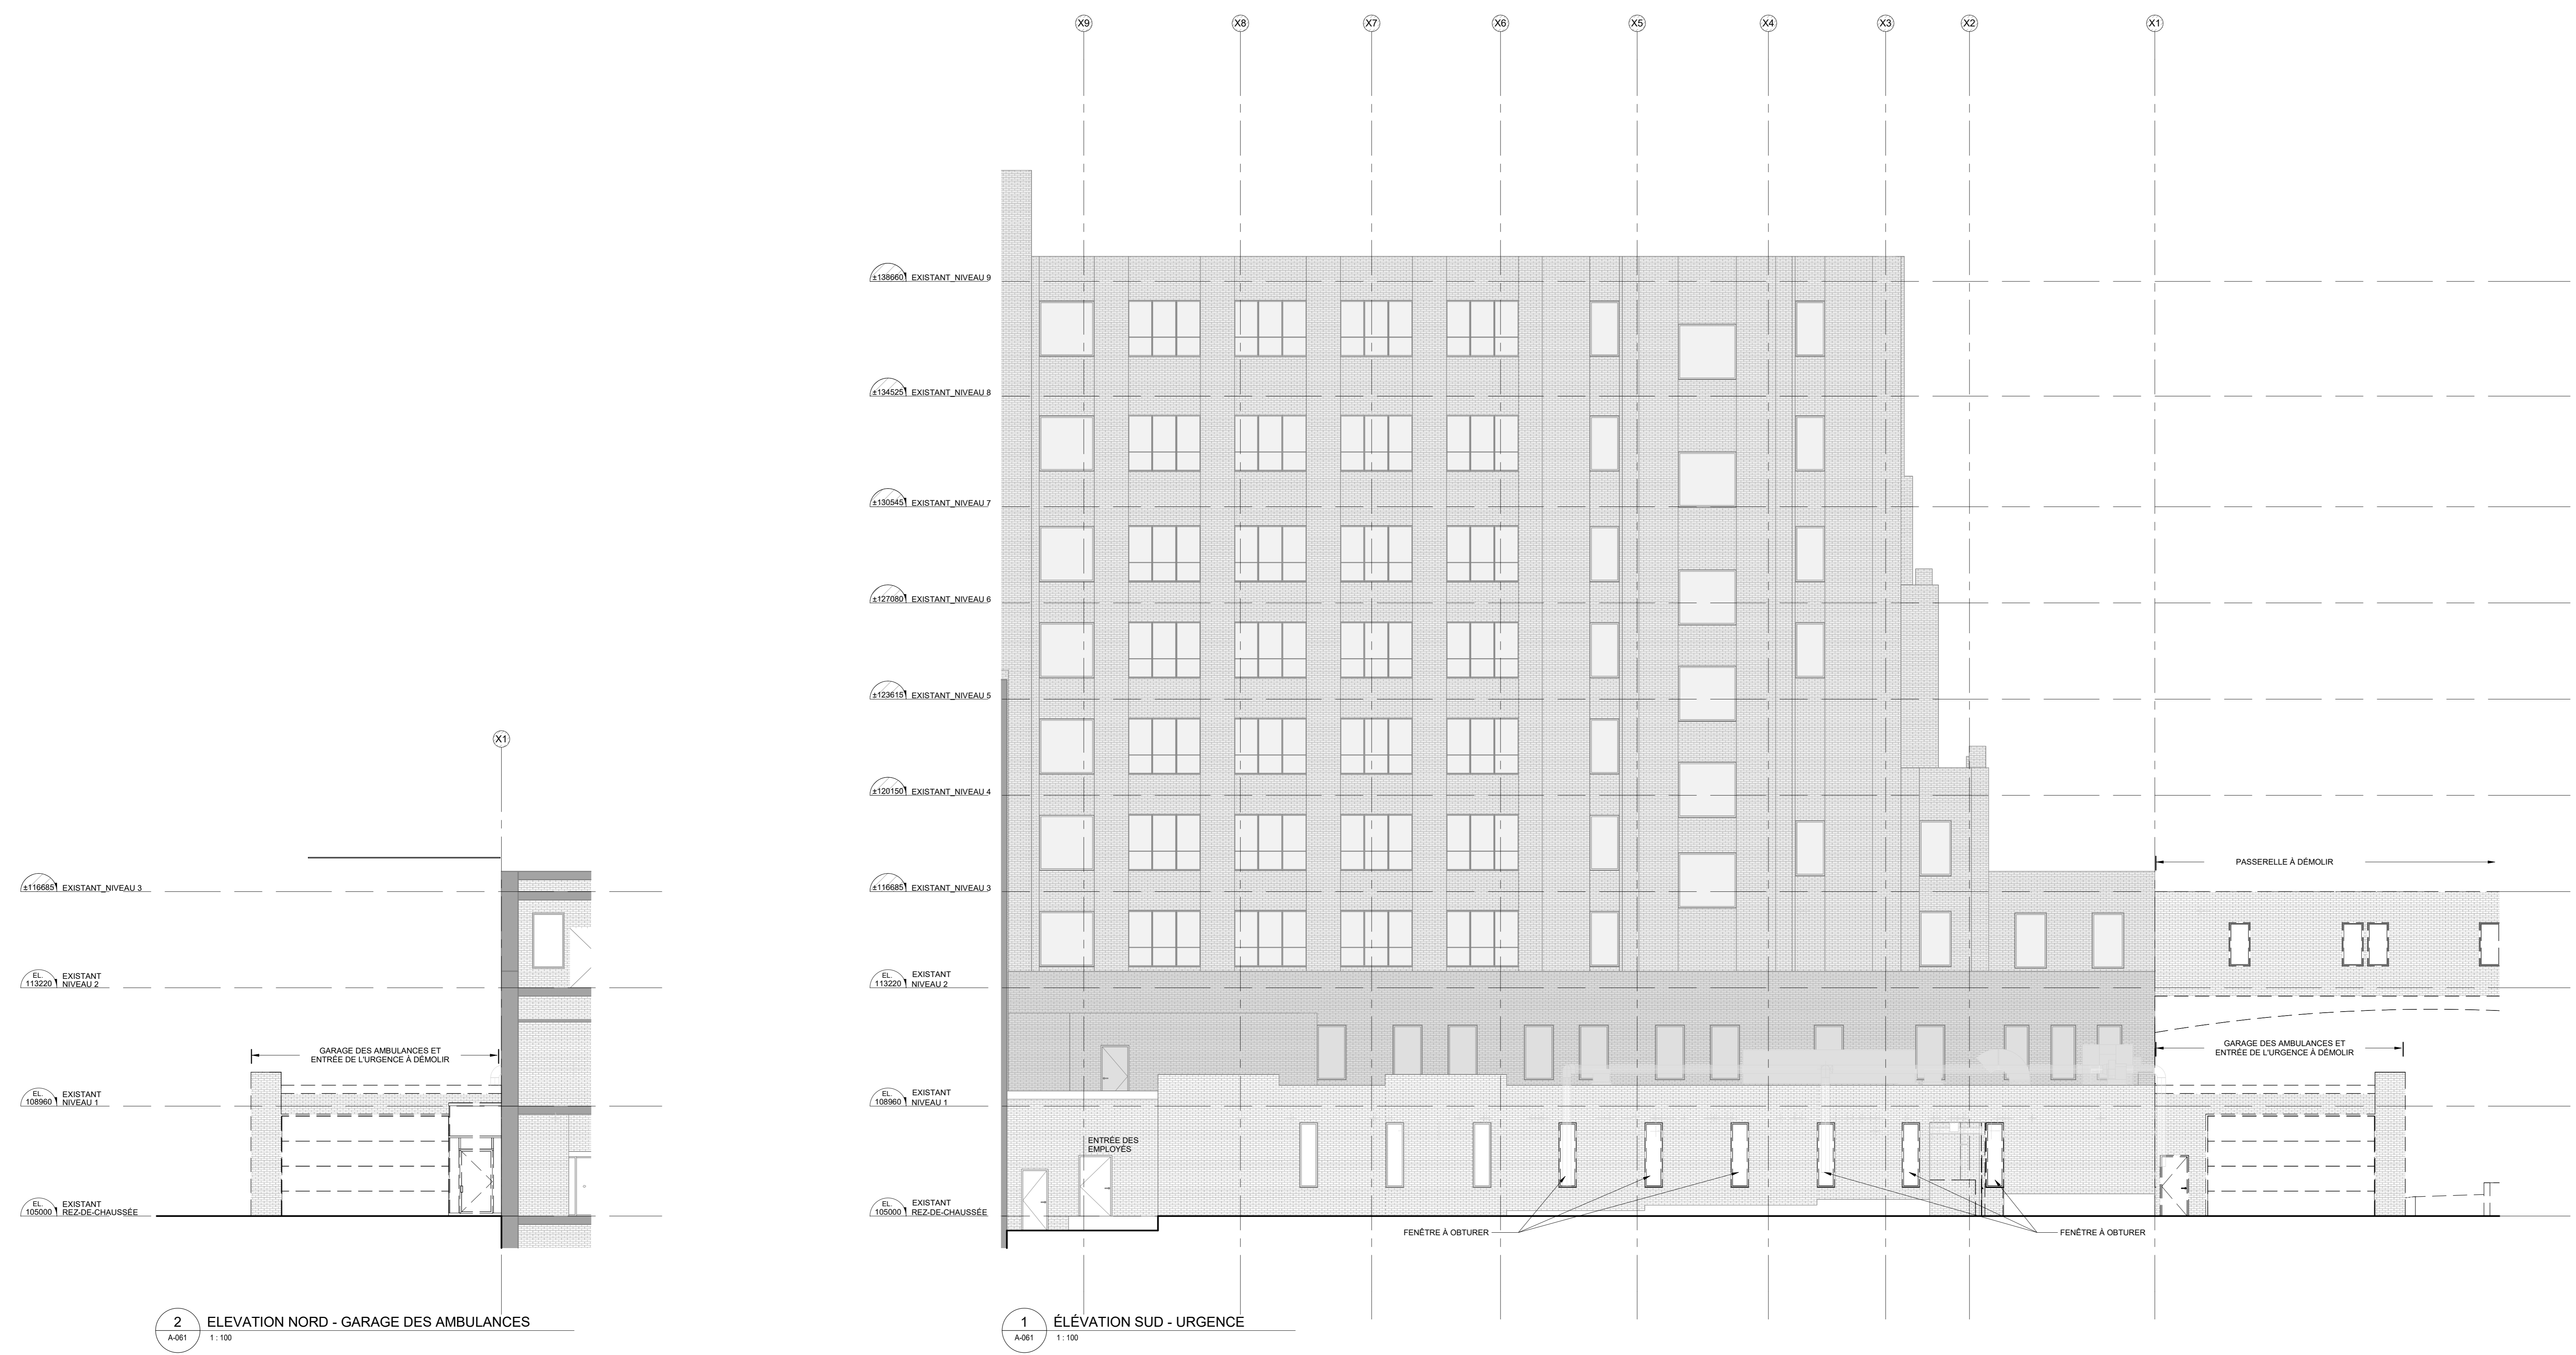 X9 X8 X7 X6 X5 X4 X3 X2 X1
±138660 EXISTANT_NIVEAU 9
±134525 EXISTANT_NIVEAU 8
±130545 EXISTANT_NIVEAU 7
±127080 EXISTANT_NIVEAU 6
±123615 EXISTANT_NIVEAU 5
±120150 EXISTANT_NIVEAU 4
±116685 EXISTANT_NIVEAU 3
EL. 113220
EXISTANT
NIVEAU 2
EL. 108960
EXISTANT
NIVEAU 1
EL. 105000
EXISTANT
REZ-DE-CHAUSSÉE
PASSERELLE À DÉMOLIR
GARAGE DES AMBULANCES ET
ENTRÉE DE L'URGENCE À DÉMOLIR
ENTRÉE DES
EMPLOYÉS
FENÊTRE À OBTURER
FENÊTRE À OBTURER
1
A-061
ÉLÉVATION SUD - URGENCE
1 : 100
X1
±116685 EXISTANT_NIVEAU 3
EL. 113220
EXISTANT
NIVEAU 2
GARAGE DES AMBULANCES ET
ENTRÉE DE L'URGENCE À DÉMOLIR
EL. 108960
EXISTANT
NIVEAU 1
EL. 105000
EXISTANT
REZ-DE-CHAUSSÉE
2
A-061
ELEVATION NORD - GARAGE DES AMBULANCES
1 : 100